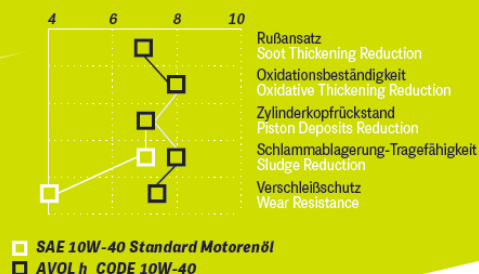 4 6 8 10
Rußansatz
Soot Thickening Reduction
Oxidationsbeständigkeit
Oxidative Thickening Reduction
Zylinderkopfrückstand
Piston Deposits Reduction
Schlammablagerung-Tragefähigkeit
Sludge Reduction
Verschleißschutz
Wear Resistance
SAE 10W-40 Standard Motorenöl
AVOL h_CODE 10W-40